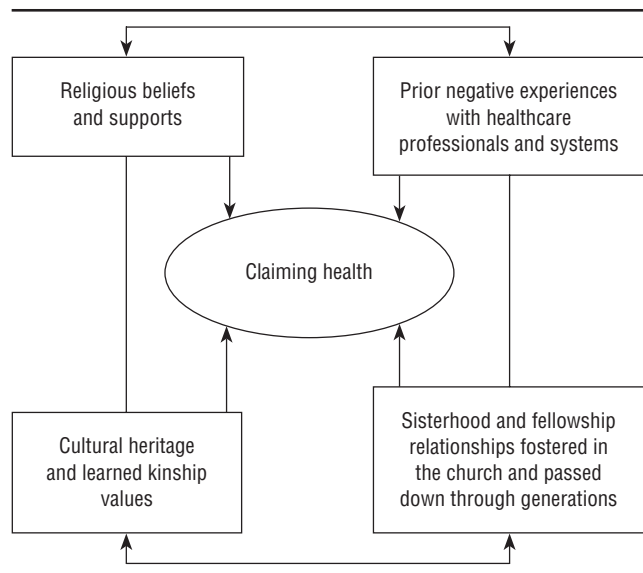 Religious beliefs
and supports
Prior negative experiences
with healthcare
professionals and systems
Claiming health
Cultural heritage
and learned kinship
values
Sisterhood and fellowship
relationships fostered in
the church and passed
down through generations